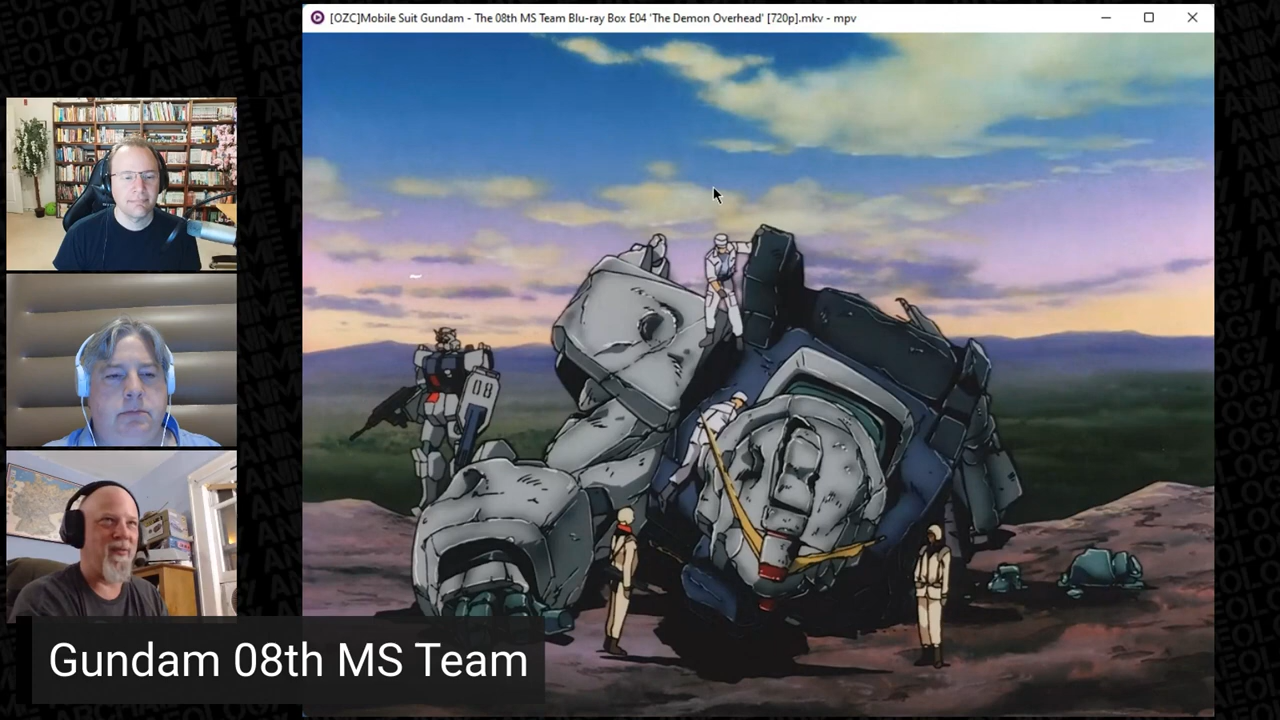 [OZC]Mobile Suit Gundam - The 08th MS Team Blu-ray Box E04 'The Demon Overhead' [720p].mkv - mpv
08
Gundam 08th MS Team